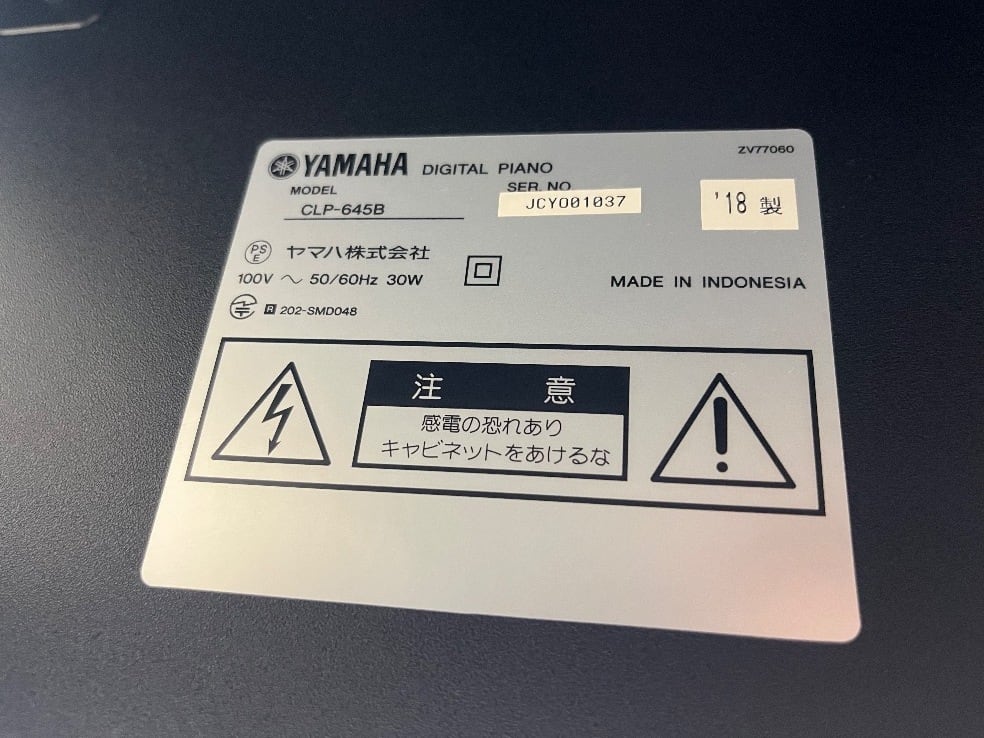 ZV77060
YAMAHA DIGITAL PIANO
MODEL SER. NO.
CLP-645B JCYO01037 '18 製
PSE ヤマハ株式会社
100V ～ 50/60Hz 30W MADE IN INDONESIA
R 202-SMD048
注 意
感電の恐れあり
キャビネットをあけるな